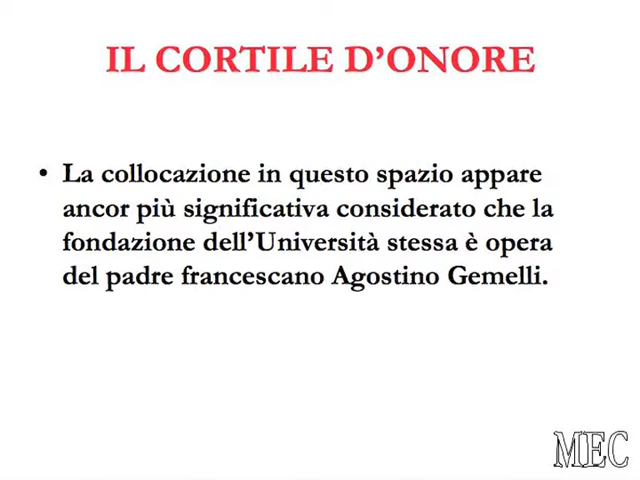 IL CORTILE D’ONORE
• La collocazione in questo spazio appare
ancor più significativa considerato che la
fondazione dell’Università stessa è opera
del padre francescano Agostino Gemelli.
MEC